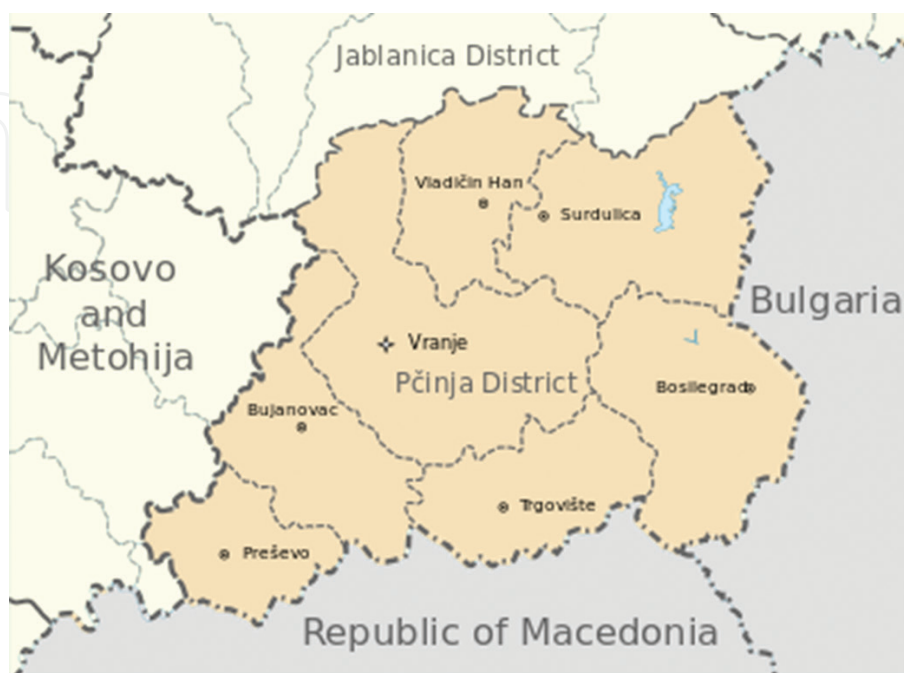 Jablanica District
Vladičin Han
Surdulica
Kosovo
and
Metohija
Bulgaria
Vranje
Pčinja District
Bosilegrad
Bujanovac
Trgovište
Preševo
Republic of Macedonia